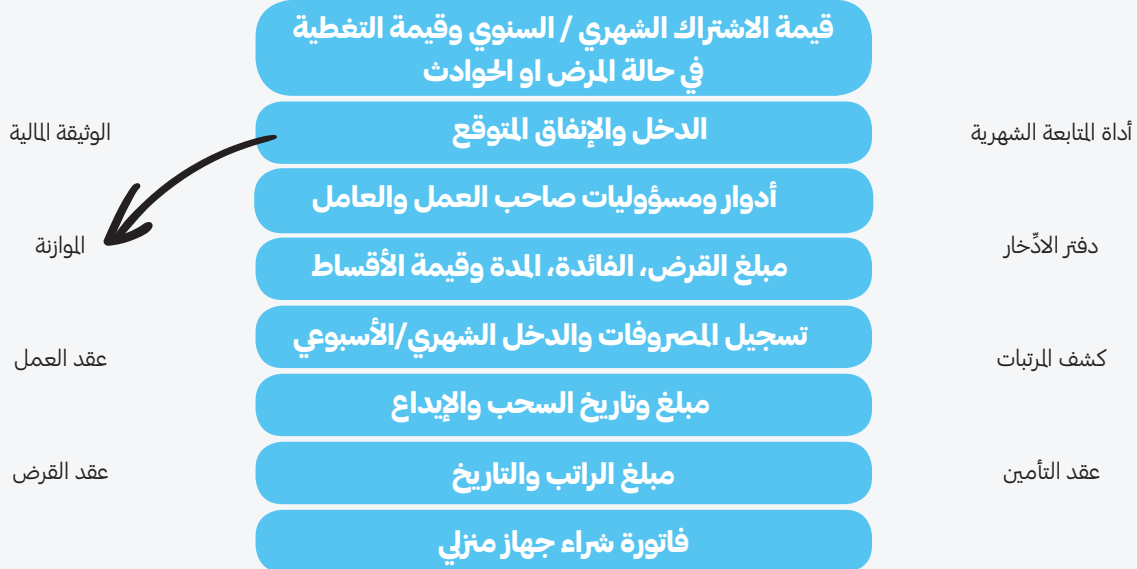 قيمة الاشتراك الشهري / السنوي وقيمة التغطية
في حالة المرض او الحوادث
أداة المتابعة الشهرية
الدخل والإنفاق المتوقع
الوثيقة المالية
أدوار ومسؤوليات صاحب العمل والعامل
دفتر الادِّخار
الموازنة
مبلغ القرض، الفائدة، المدة وقيمة الأقساط
تسجيل المصروفات والدخل الشهري/الأسبوعي
كشف المرتبات
عقد العمل
مبلغ وتاريخ السحب والإيداع
عقد التأمين
مبلغ الراتب والتاريخ
عقد القرض
فاتورة شراء جهاز منزلي